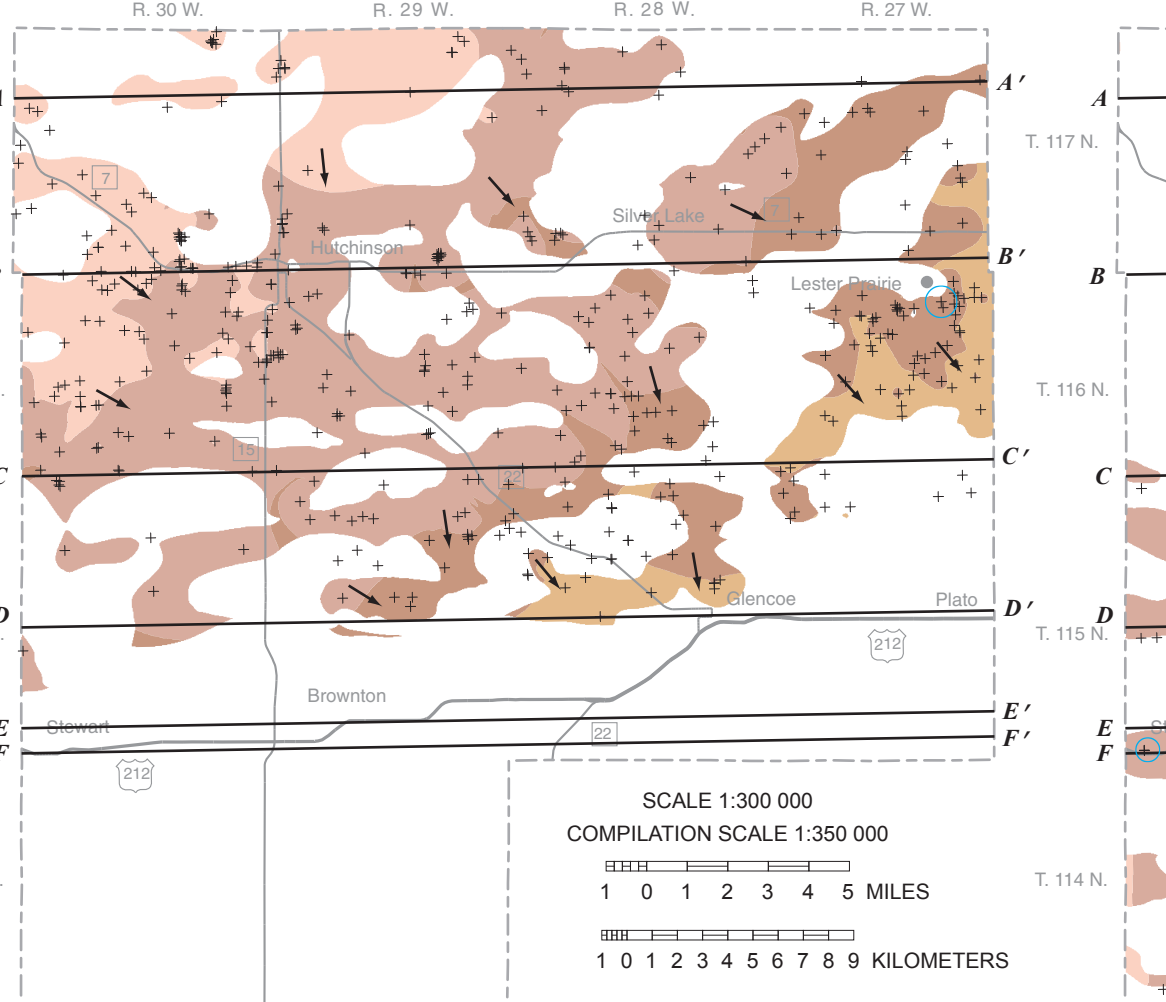 R. 30 W. R. 29 W. R. 28 W. R. 27 W.
A' A
T. 117 N.
7
7
Silver Lake
Hutchinson
B' B
Lester Prairie
T. 116 N.
15
C C' C
22
D Glencoe Plato D' D
T. 115 N.
212
Brownton
E Stewart E' E
F 22 F' F
212
SCALE 1:300 000
COMPILATION SCALE 1:350 000
1 0 1 2 3 4 5 MILES
T. 114 N.
1 0 1 2 3 4 5 6 7 8 9 KILOMETERS